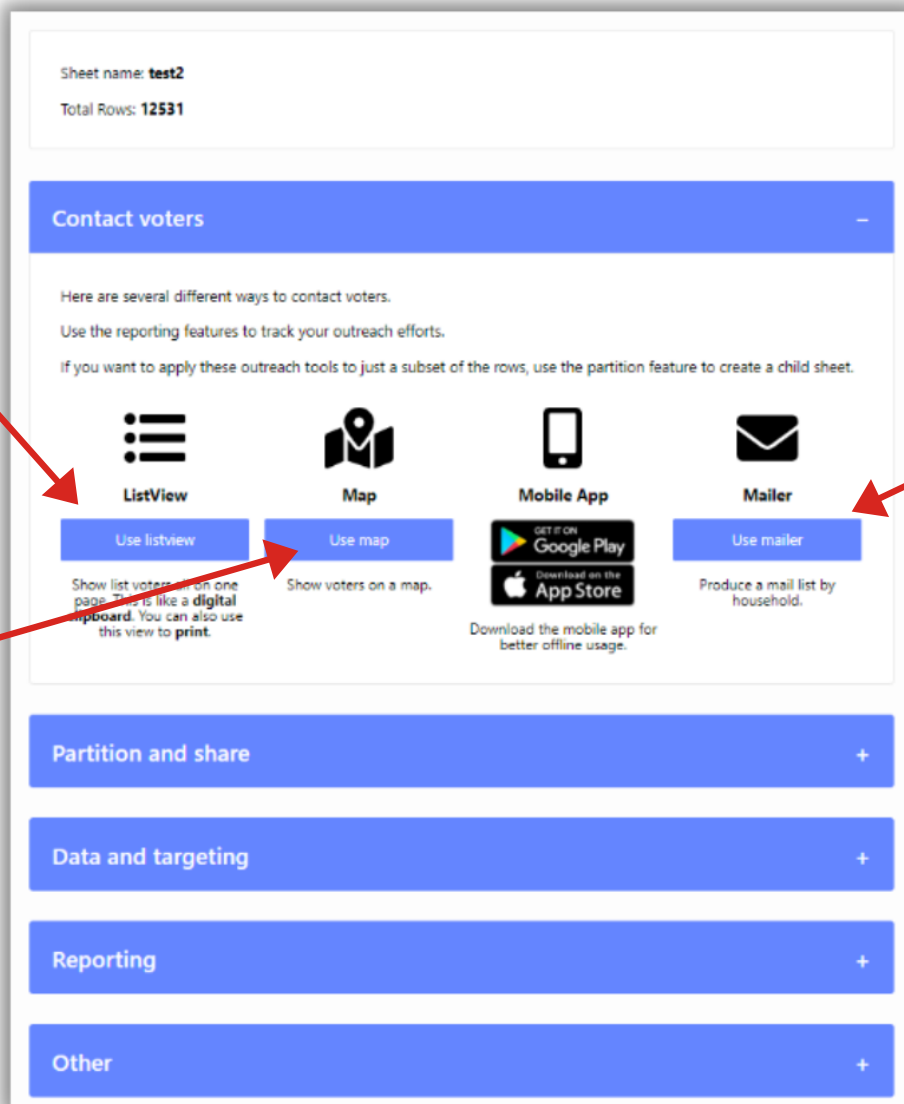 Sheet name: test2
Total Rows: 12531
Contact voters –
Here are several different ways to contact voters.
Use the reporting features to track your outreach efforts.
If you want to apply these outreach tools to just a subset of the rows, use the partition feature to create a child sheet.
ListView
Use listview
Show list voters all on one
page. This is like a digital
clipboard. You can also use
this view to print.
Map
Use map
Show voters on a map.
Mobile App
GET IT ON
Google Play
Download on the
App Store
Download the mobile app for
better offline usage.
Mailer
Use mailer
Produce a mail list by
household.
Partition and share +
Data and targeting +
Reporting +
Other +